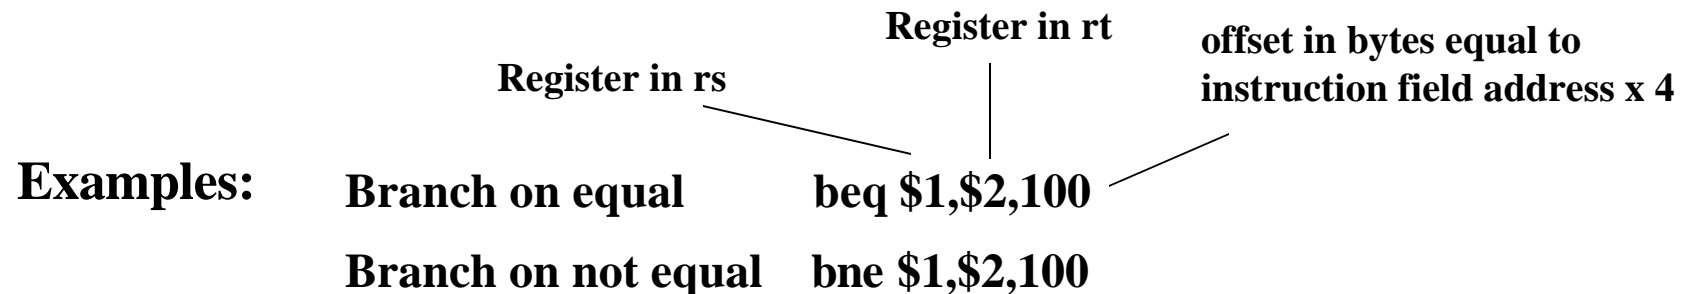 Register in rt
offset in bytes equal to
instruction field address x 4
Register in rs
Examples:
Branch on equal beq $1,$2,100
Branch on not equal bne $1,$2,100